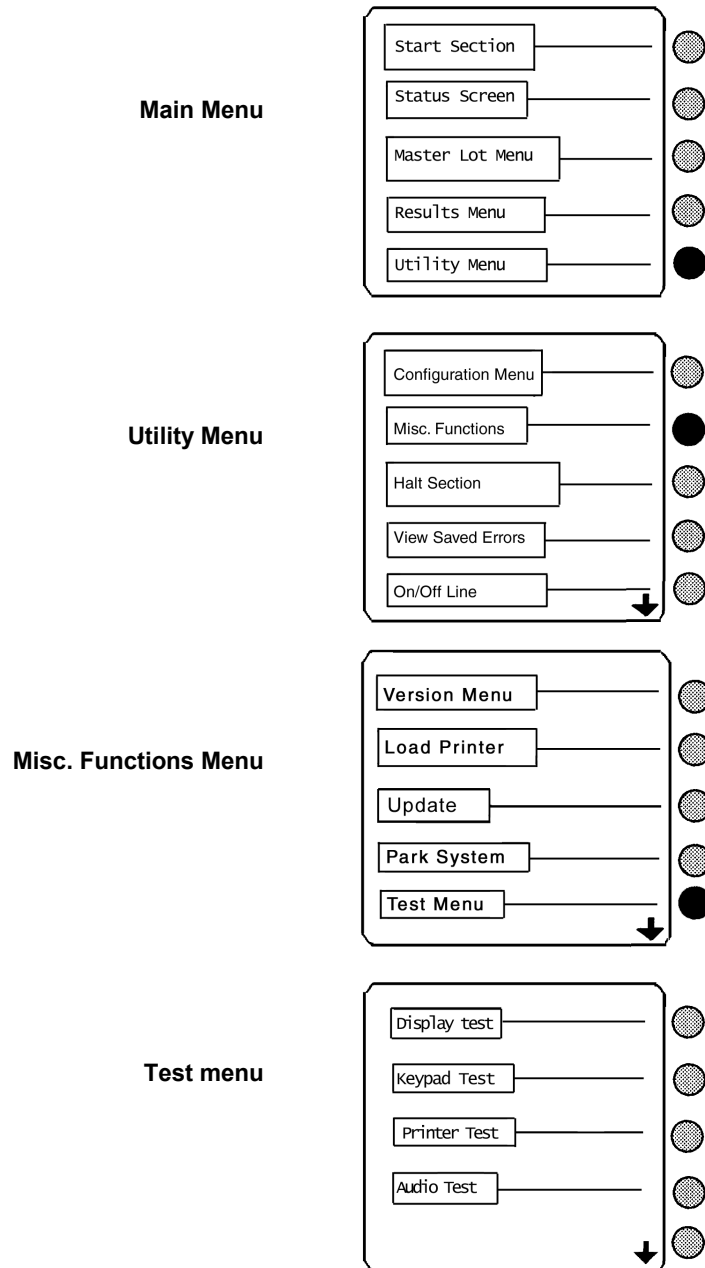 Main Menu
Start Section
Status Screen
Master Lot Menu
Results Menu
Utility Menu
Utility Menu
Configuration Menu
Misc. Functions
Halt Section
View Saved Errors
On/Off Line
Misc. Functions Menu
Version Menu
Load Printer
Update
Park System
Test Menu
Test menu
Display test
Keypad Test
Printer Test
Audio Test